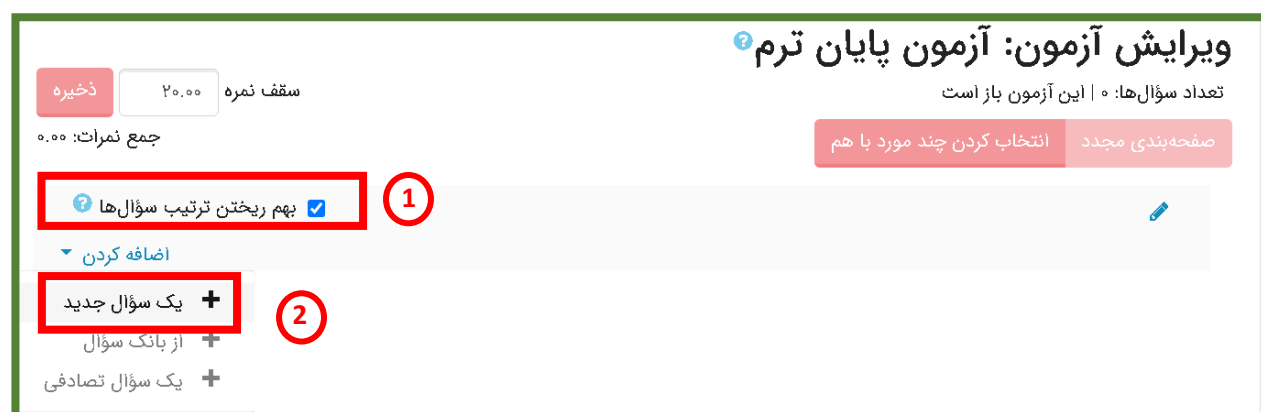 ویرایش آزمون: آزمون پایان ترم
تعداد سؤال‌ها: ۰ | این آزمون باز است
سقف نمره ۲۰.۰۰ ذخیره
صفحه‌بندی مجدد انتخاب کردن چند مورد با هم
جمع نمرات: ۰.۰۰
بهم ریختن ترتیب سؤال‌ها
1
اضافه کردن
یک سؤال جدید
2
از بانک سؤال
یک سؤال تصادفی